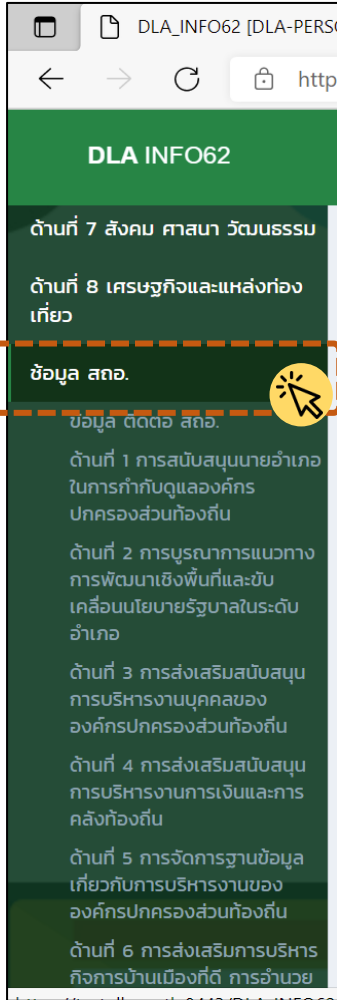 DLA_INFO62 [DLA-PERS
http
DLA INFO62
ด้านที่ 7 สังคม ศาสนา วัฒนธรรม
ด้านที่ 8 เศรษฐกิจและแหล่งท่อง
เที่ยว
ข้อมูล สถอ.
ข้อมูล ติดต่อ สถอ.
ด้านที่ 1 การสนับสนุนนายอำเภอ
ในการกำกับดูแลองค์กร
ปกครองส่วนท้องถิ่น
ด้านที่ 2 การบูรณาการแนวทาง
การพัฒนาเชิงพื้นที่และขับ
เคลื่อนนโยบายรัฐบาลในระดับ
อำเภอ
ด้านที่ 3 การส่งเสริมสนับสนุน
การบริหารงานบุคคลของ
องค์กรปกครองส่วนท้องถิ่น
ด้านที่ 4 การส่งเสริมสนับสนุน
การบริหารงานการเงินและการ
คลังท้องถิ่น
ด้านที่ 5 การจัดการฐานข้อมูล
เกี่ยวกับการบริหารงานของ
องค์กรปกครองส่วนท้องถิ่น
ด้านที่ 6 การส่งเสริมการบริหาร
กิจการบ้านเมืองที่ดี การอำนวย